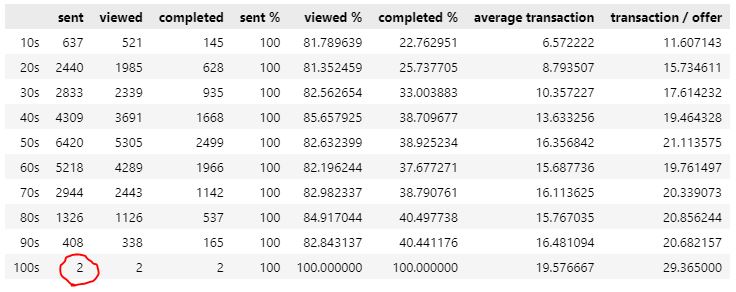 sent viewed completed sent % viewed % completed % average transaction transaction / offer
10s 637 521 145 100 81.789639 22.762951 6.572222 11.607143
20s 2440 1985 628 100 81.352459 25.737705 8.793507 15.734611
30s 2833 2339 935 100 82.562654 33.003883 10.357227 17.614232
40s 4309 3691 1668 100 85.657925 38.709677 13.633256 19.464328
50s 6420 5305 2499 100 82.632399 38.925234 16.356842 21.113575
60s 5218 4289 1966 100 82.196244 37.677271 15.687736 19.761497
70s 2944 2443 1142 100 82.982337 38.790761 16.113625 20.339073
80s 1326 1126 537 100 84.917044 40.497738 15.767035 20.856244
90s 408 338 165 100 82.843137 40.441176 16.481094 20.682157
100s 2 2 2 100 100.000000 100.000000 19.576667 29.365000